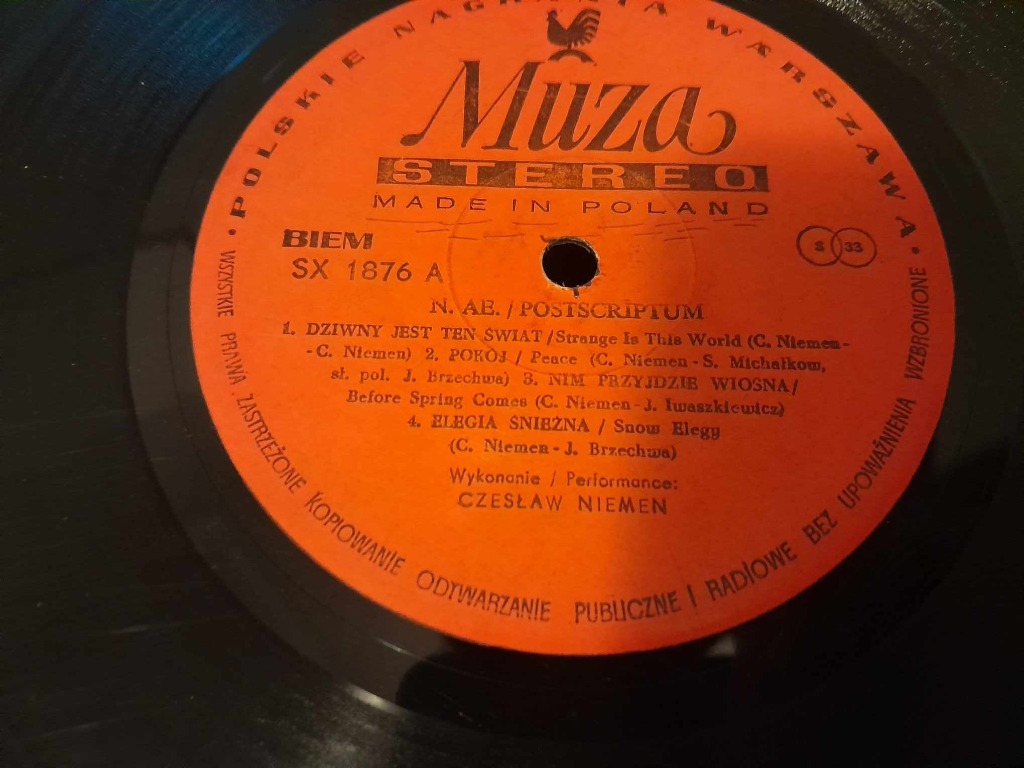 POLSKIE NAGRANIA WARSZAWA
Muza
STEREO
MADE IN POLAND
BIEM
S 33
SX 1876 A
N. AE. / POSTSCRIPTUM
1. DZIWNY JEST TEN ŚWIAT / Strange Is This World (C. Niemen-
-C. Niemen) 2. POKÓJ / Peace (C. Niemen - S. Michałkow,
sł. pol. J. Brzechwa) 3. NIM PRZYJDZIE WIOSNA /
Before Spring Comes (C. Niemen - J. Iwaszkiewicz)
4. ELEGIA ŚNIEŻNA / Snow Elegy
(C. Niemen - J. Brzechwa)
Wykonanie / Performance:
CZESŁAW NIEMEN
• WSZYSTKIE PRAWA ZASTRZEŻONE KOPIOWANIE ODTWARZANIE PUBLICZNE I RADIOWE BEZ UPOWAŻNIENIA WZBRONIONE •